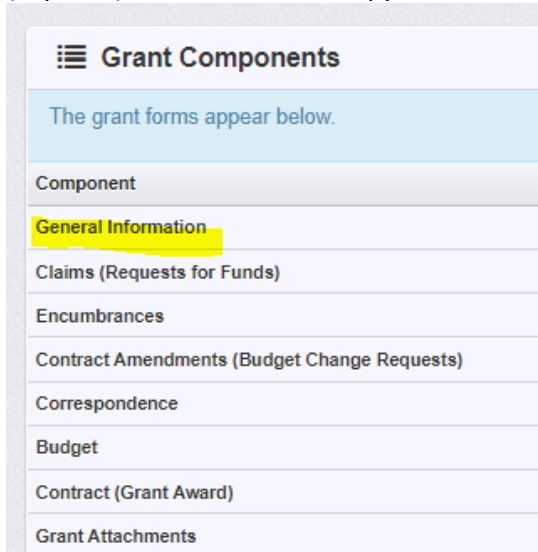 Grant Components
The grant forms appear below.
Component
General Information
Claims (Requests for Funds)
Encumbrances
Contract Amendments (Budget Change Requests)
Correspondence
Budget
Contract (Grant Award)
Grant Attachments